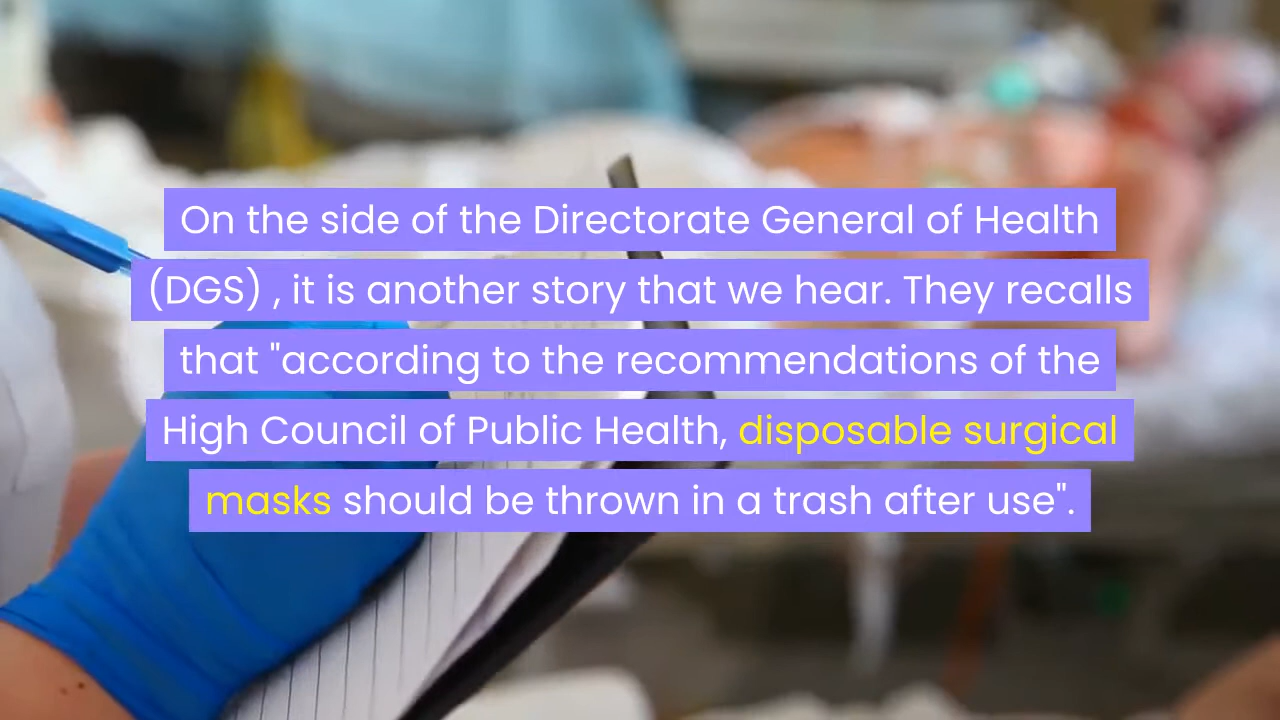 On the side of the Directorate General of Health
(DGS) , it is another story that we hear. They recalls
that "according to the recommendations of the
High Council of Public Health, disposable surgical
masks should be thrown in a trash after use".